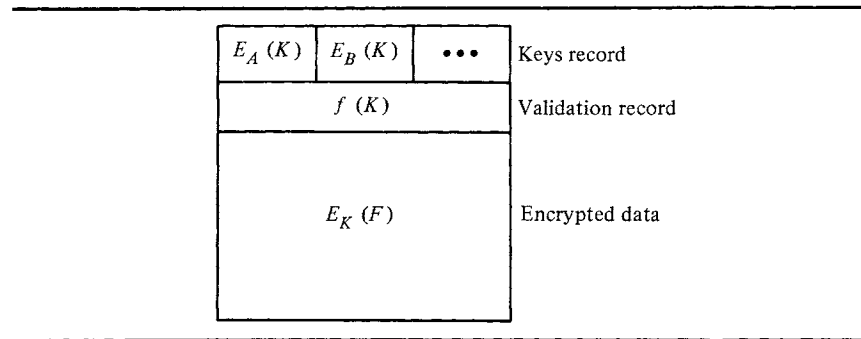 E_A (K) E_B (K) ••• Keys record
f (K) Validation record
E_K (F) Encrypted data